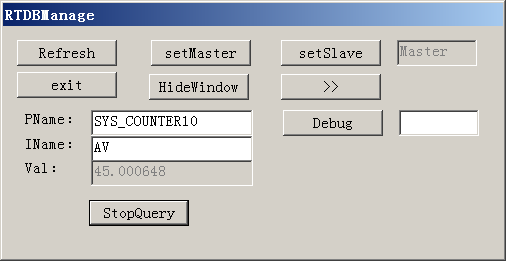 RTDBManage
Refresh setMaster setSlave Master
exit HideWindow >>
PName: SYS_COUNTER10 Debug
IName: AV
Val: 45.000648
StopQuery